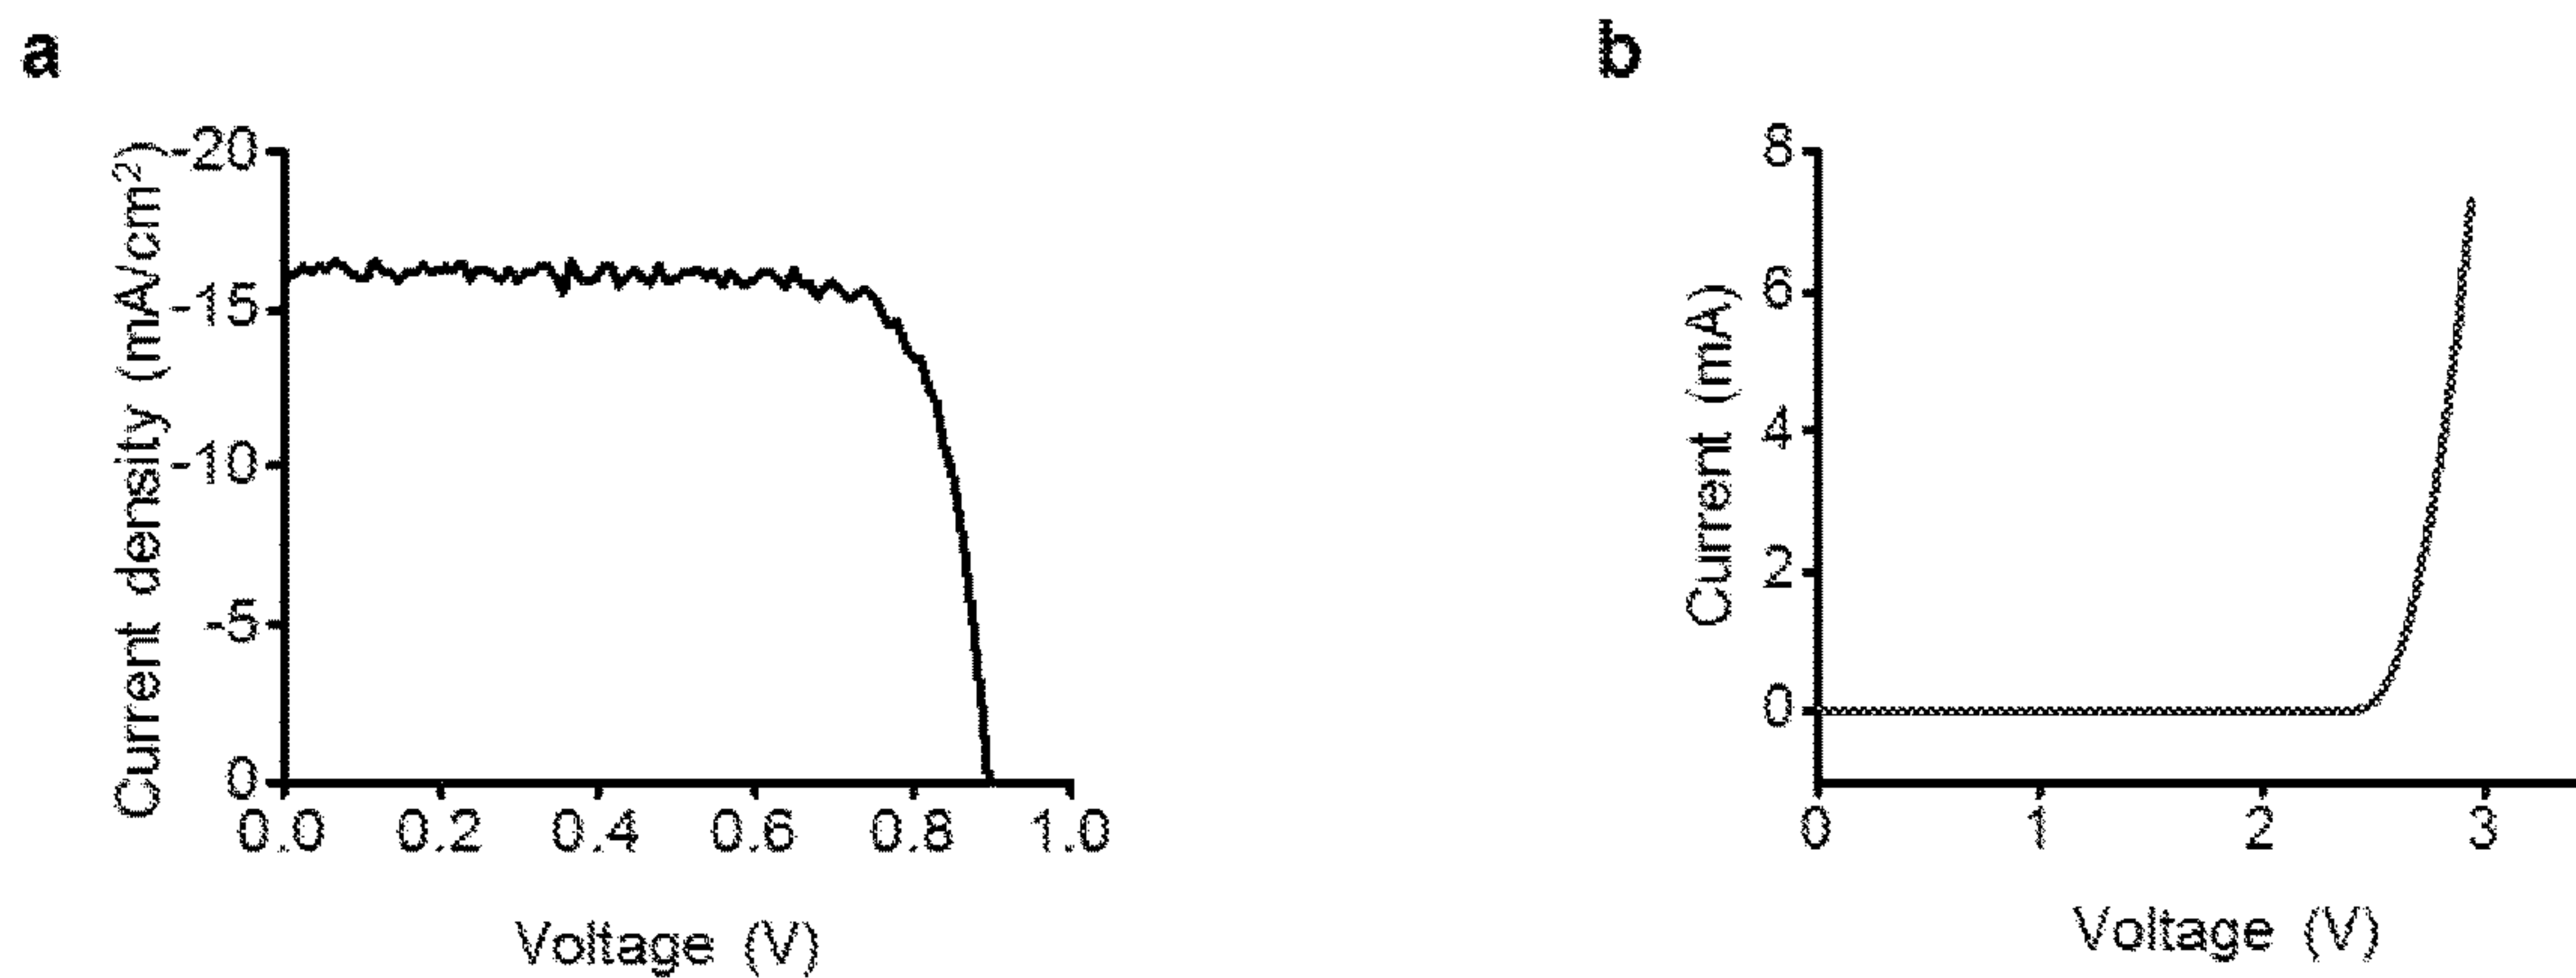 a
Current density (mA/cm²)
-20
-15
-10
-5
0
0.0 0.2 0.4 0.6 0.8 1.0
Voltage (V)
b
Current (mA)
8
6
4
2
0
0 1 2 3
Voltage (V)